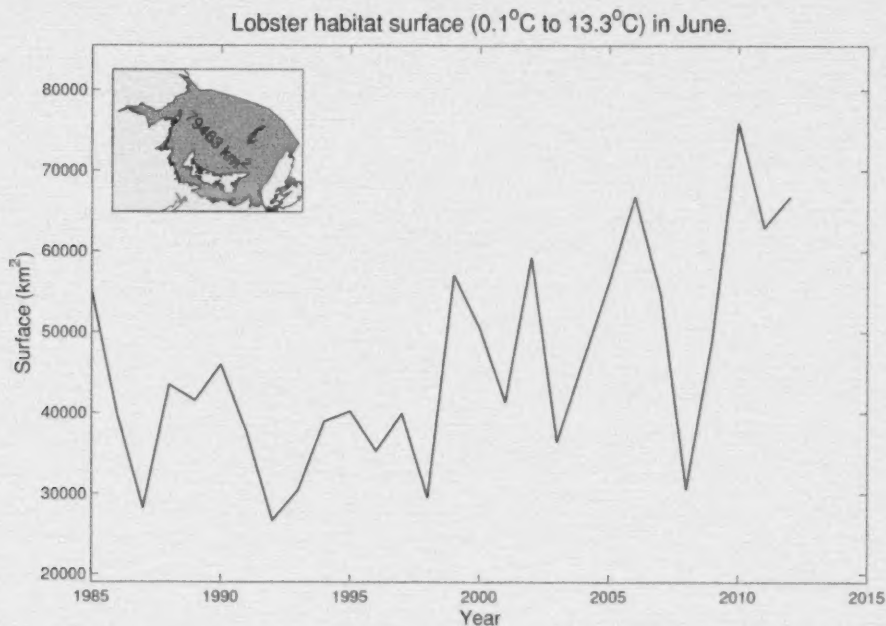 Lobster habitat surface (0.1°C to 13.3°C) in June.
79463 km²
80000
70000
60000
50000
40000
30000
20000
Surface (km²)
1985 1990 1995 2000 2005 2010 2015
Year